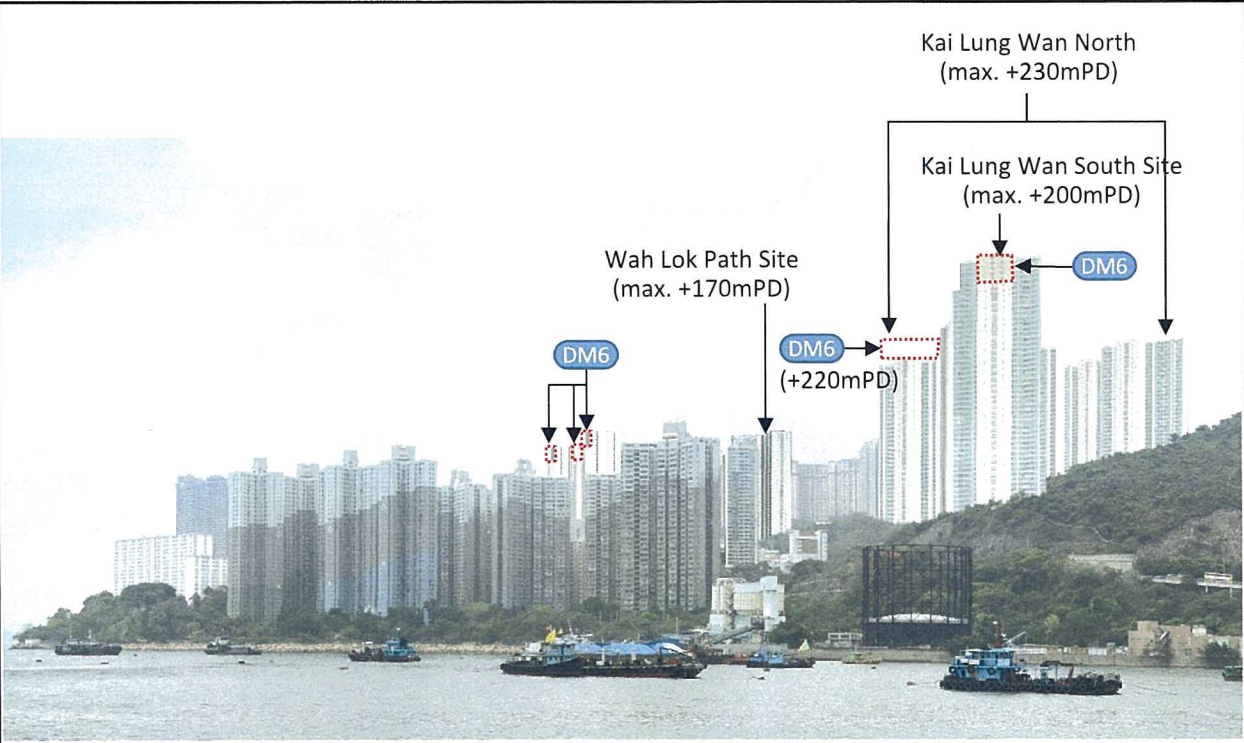 Kai Lung Wan North
(max. +230mPD)
Kai Lung Wan South Site
(max. +200mPD)
Wah Lok Path Site
(max. +170mPD)
DM6
DM6
DM6
(+220mPD)